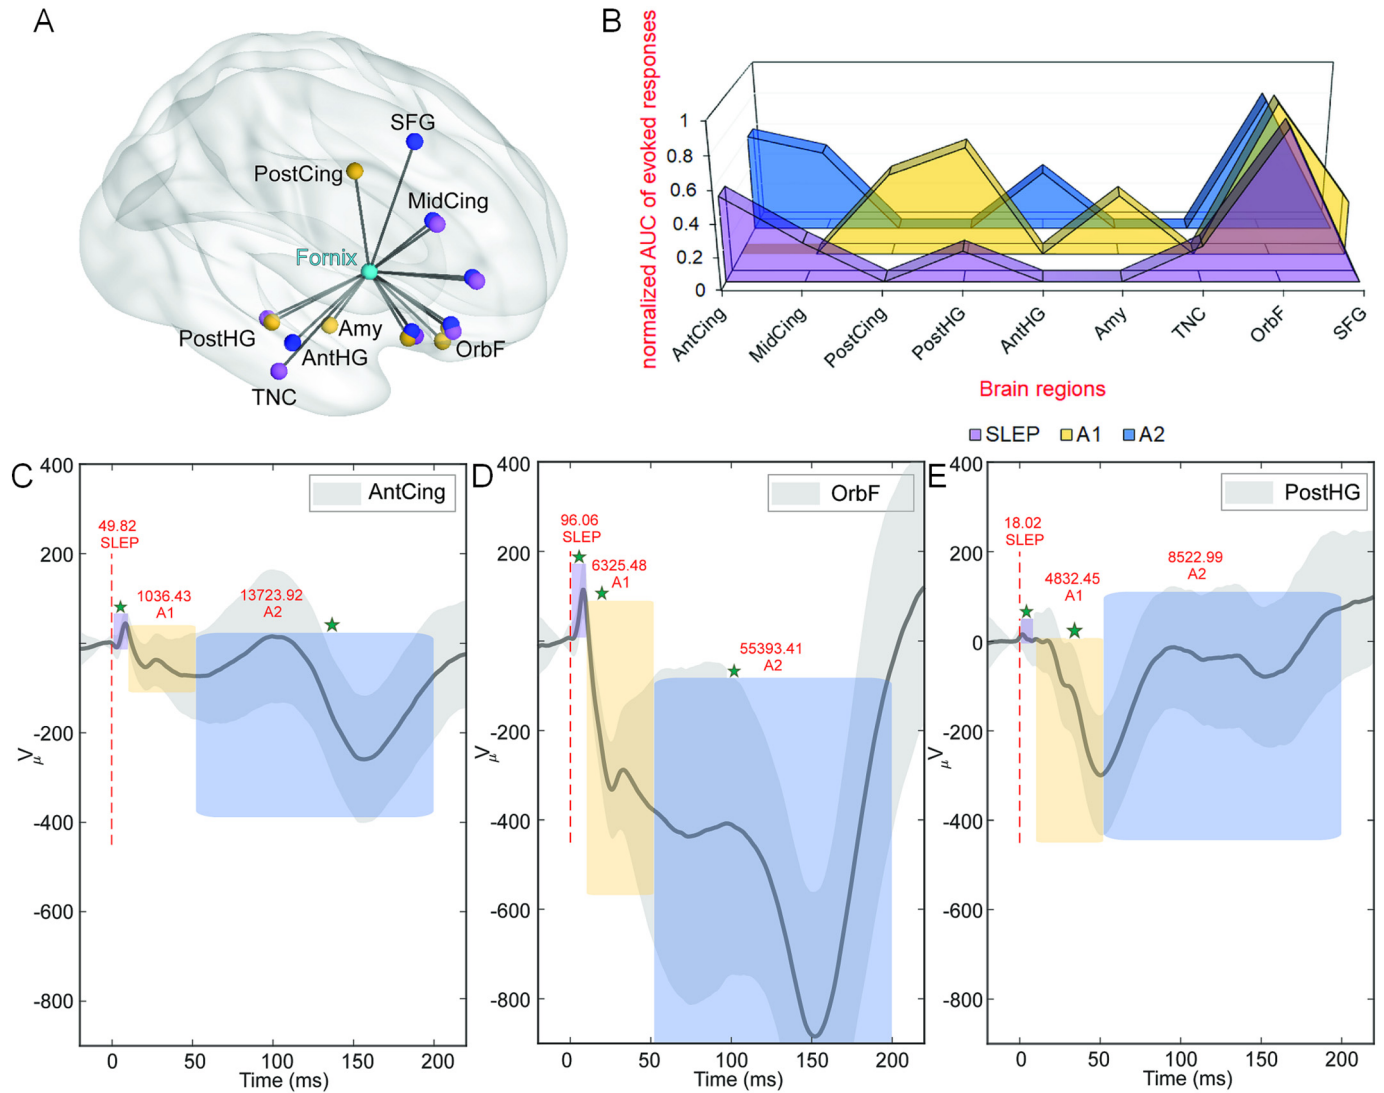 A
SFG
PostCing
MidCing
Fornix
PostHG
Amy
AntHG
OrbF
TNC
B
normalized AUC of evoked responses
1
0.8
0.6
0.4
0.2
0
AntCing
MidCing
PostCing
PostHG
AntHG
Amy
TNC
OrbF
SFG
Brain regions
SLEP A1 A2
C
400
200
0
-200
-400
-600
-800
μV
AntCing
49.82
SLEP
1036.43
A1
13723.92
A2
0 50 100 150 200
Time (ms)
D
400
200
0
-200
-400
-600
-800
μV
OrbF
96.06
SLEP
6325.48
A1
55393.41
A2
0 50 100 150 200
Time (ms)
E
400
200
0
-200
-400
-600
-800
μV
PostHG
18.02
SLEP
4832.45
A1
8522.99
A2
0 50 100 150 200
Time (ms)